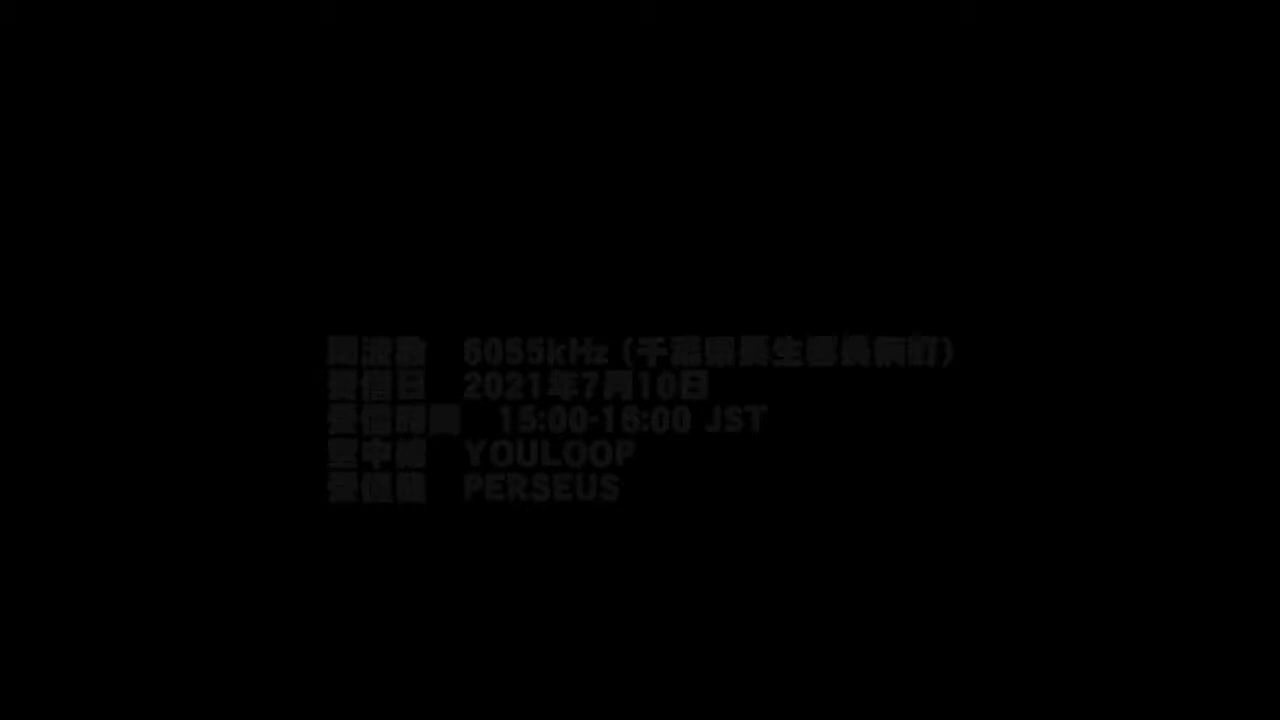 周波数 6055kHz (千葉県長生郡長柄町)
受信日 2021年7月10日
受信時間 15:00-16:00 JST
空中線 YOULOOP
受信機 PERSEUS